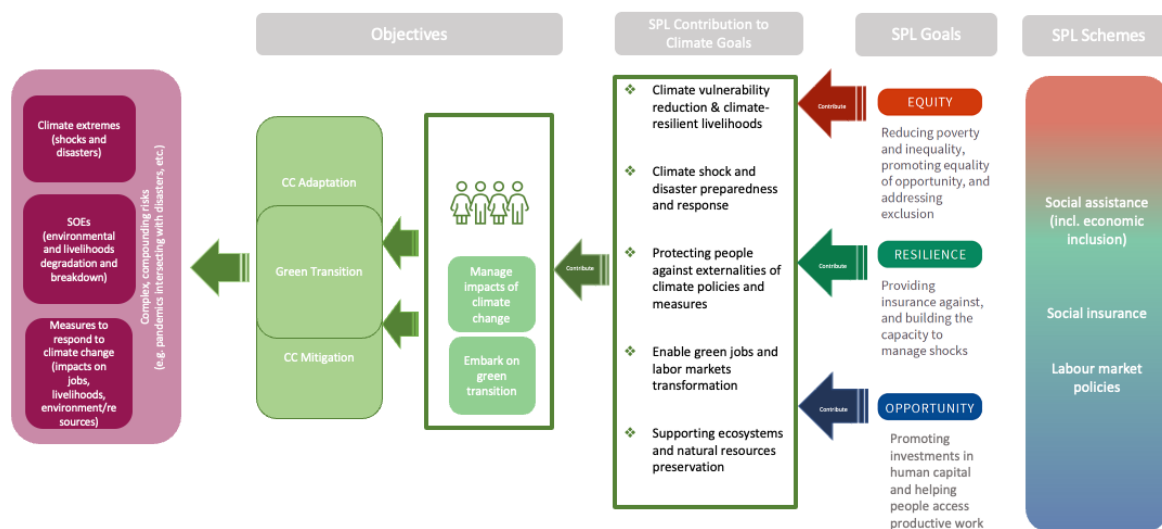 Objectives
SPL Contribution to
Climate Goals
SPL Goals
SPL Schemes
Climate extremes
(shocks and
disasters)
SOEs
(environmental
and livelihoods
degradation and
breakdown)
Measures to
respond to
climate change
(impacts on
jobs,
livelihoods,
environment/re
sources)
Complex, compounding risks
(e.g. pandemics intersecting with disasters, etc.)
CC Adaptation
Green Transition
CC Mitigation
Manage
impacts of
climate
change
Embark on
green
transition
Contribute
❖ Climate vulnerability
reduction & climate-
resilient livelihoods
❖ Climate shock and
disaster preparedness
and response
❖ Protecting people
against externalities of
climate policies and
measures
❖ Enable green jobs and
labor markets
transformation
❖ Supporting ecosystems
and natural resources
preservation
Contribute
EQUITY
Reducing poverty
and inequality,
promoting equality
of opportunity, and
addressing
exclusion
Contribute
RESILIENCE
Providing
insurance against,
and building the
capacity to
manage shocks
Contribute
OPPORTUNITY
Promoting
investments in
human capital
and helping
people access
productive work
Social assistance
(incl. economic
inclusion)
Social insurance
Labour market
policies